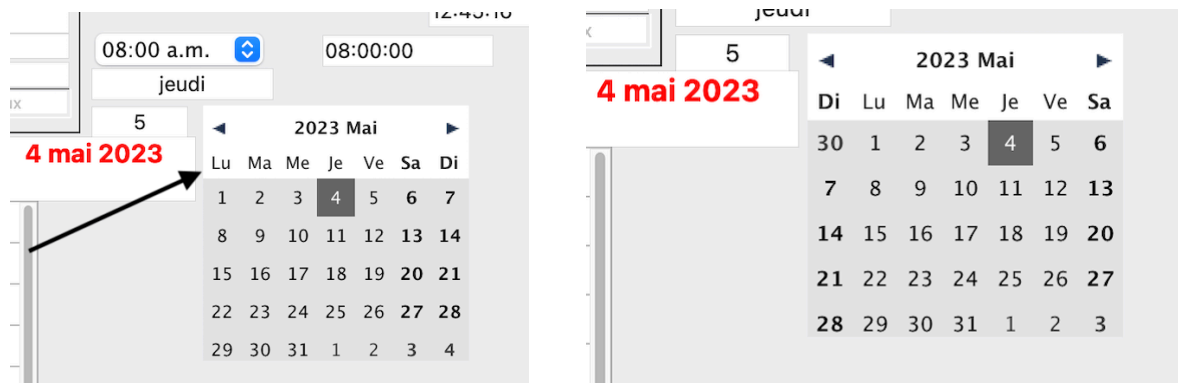 12:45:16
08:00 a.m. 08:00:00
jeudi
5
4 mai 2023
2023 Mai
Lu Ma Me Je Ve Sa Di
1 2 3 4 5 6 7
8 9 10 11 12 13 14
15 16 17 18 19 20 21
22 23 24 25 26 27 28
29 30 31 1 2 3 4
jeudi
5
4 mai 2023
2023 Mai
Di Lu Ma Me Je Ve Sa
30 1 2 3 4 5 6
7 8 9 10 11 12 13
14 15 16 17 18 19 20
21 22 23 24 25 26 27
28 29 30 31 1 2 3